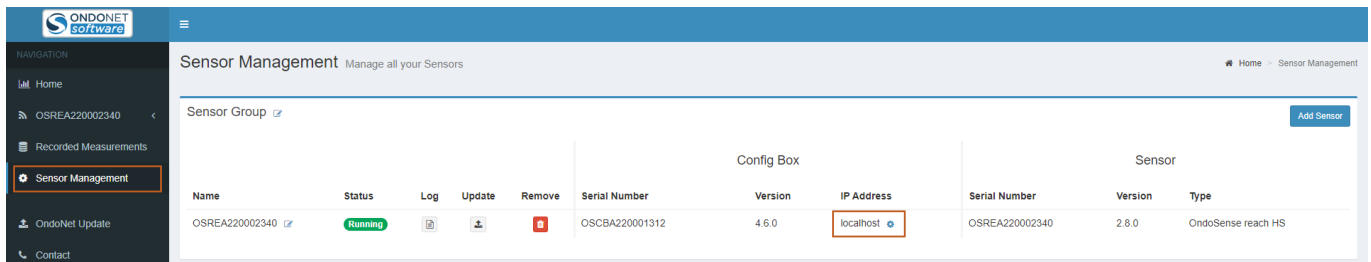 ONDONET
software
NAVIGATION
Home
OSREA220002340
Recorded Measurements
Sensor Management
OndoNet Update
Contact
Sensor Management Manage all your Sensors
Home > Sensor Management
Sensor Group
Add Sensor
Config Box Sensor
Name Status Log Update Remove Serial Number Version IP Address Serial Number Version Type
OSREA220002340 Running OSCBA220001312 4.6.0 localhost OSREA220002340 2.8.0 OndoSense reach HS